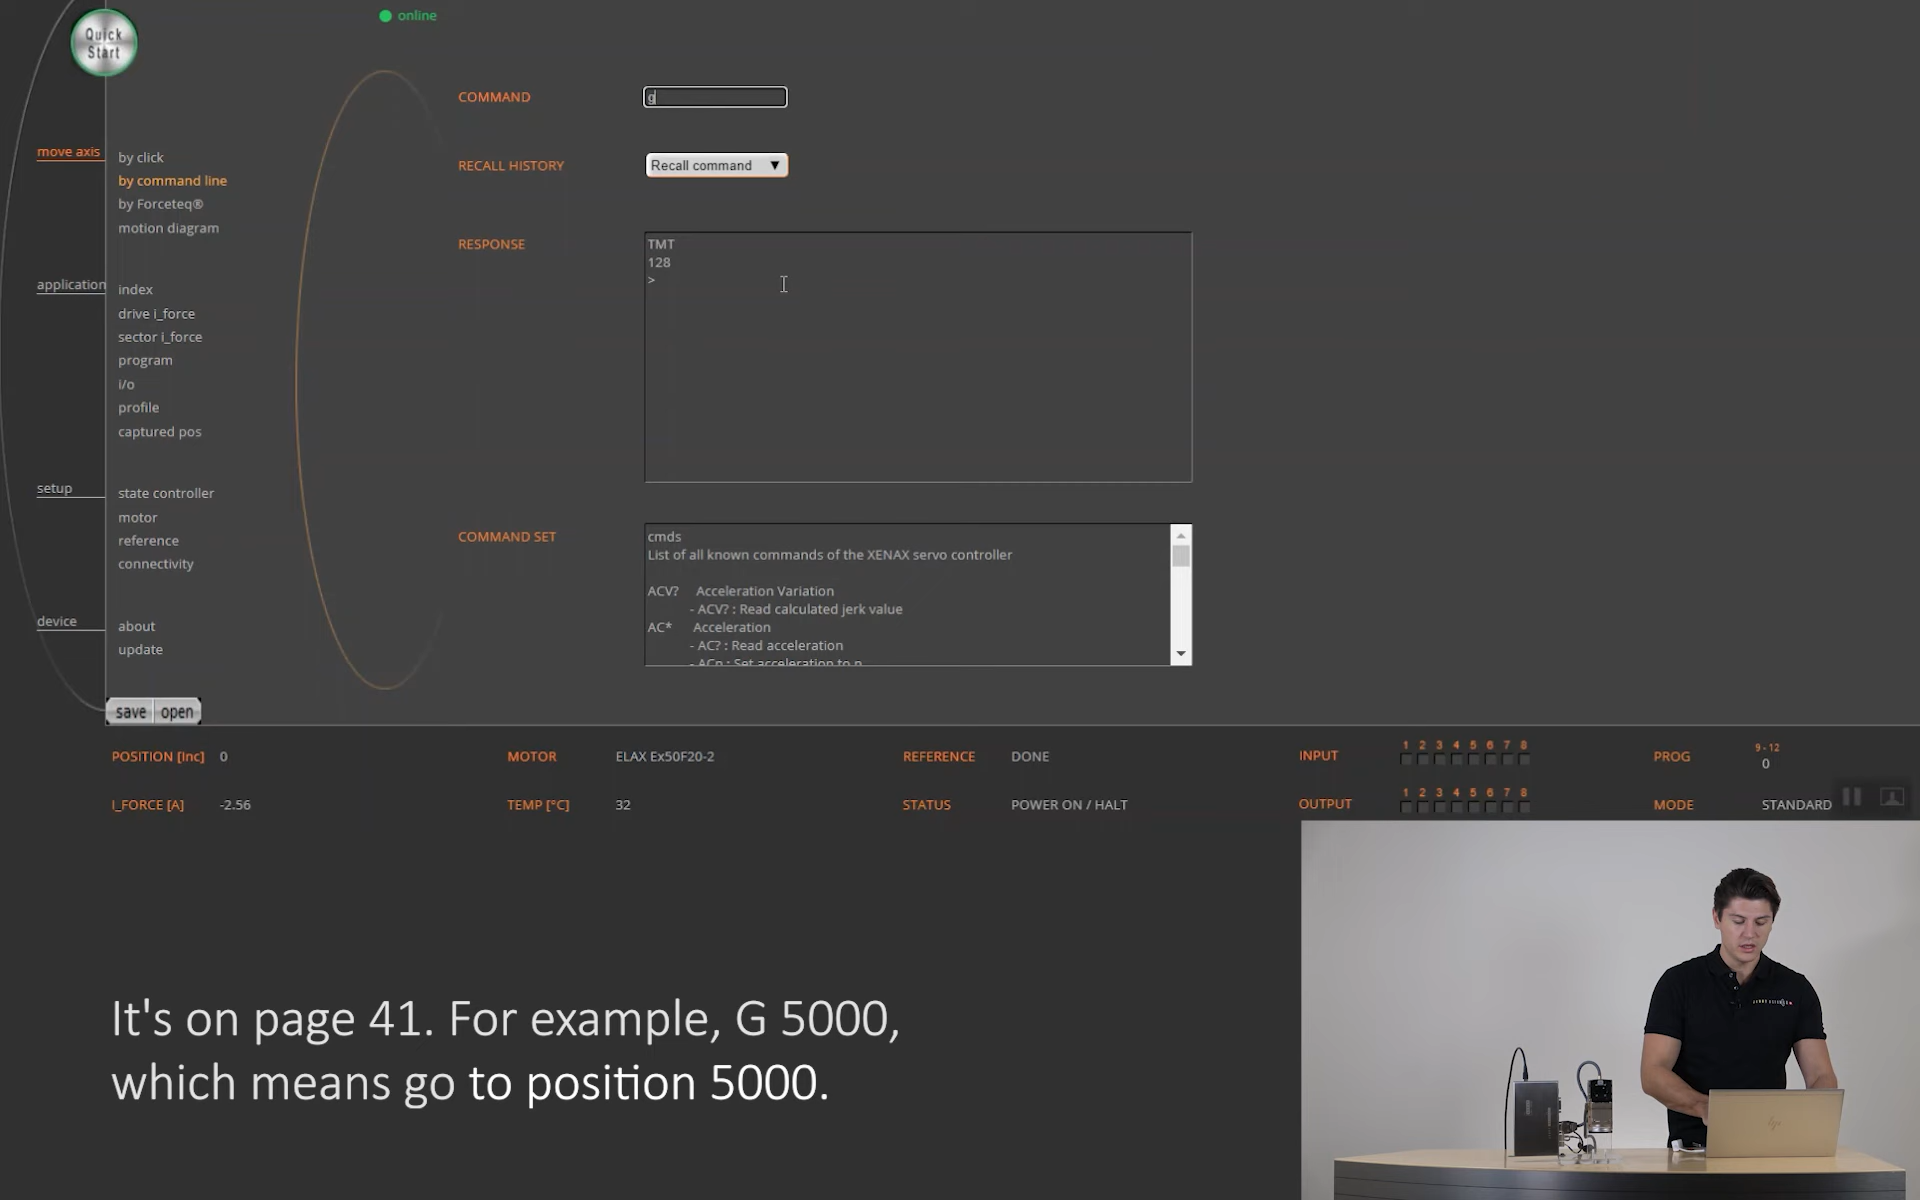 Quick
Start
online
COMMAND
g
move axis
by click
by command line
by Forceteq®
motion diagram
RECALL HISTORY
Recall command ▼
RESPONSE
TMT
128
>
application
index
drive i_force
sector i_force
program
i/o
profile
captured pos
setup
state controller
motor
reference
connectivity
COMMAND SET
cmds
List of all known commands of the XENAX servo controller
ACV? Acceleration Variation
- ACV? : Read calculated jerk value
AC* Acceleration
- AC? : Read acceleration
- ACn : Set acceleration to n
device
about
update
save open
POSITION [Inc] 0
MOTOR ELAX Ex50F20-2
REFERENCE DONE
INPUT 1 2 3 4 5 6 7 8
PROG 9 - 12
0
I_FORCE [A] -2.56
TEMP [°C] 32
STATUS POWER ON / HALT
OUTPUT 1 2 3 4 5 6 7 8
MODE STANDARD
It's on page 41. For example, G 5000,
which means go to position 5000.